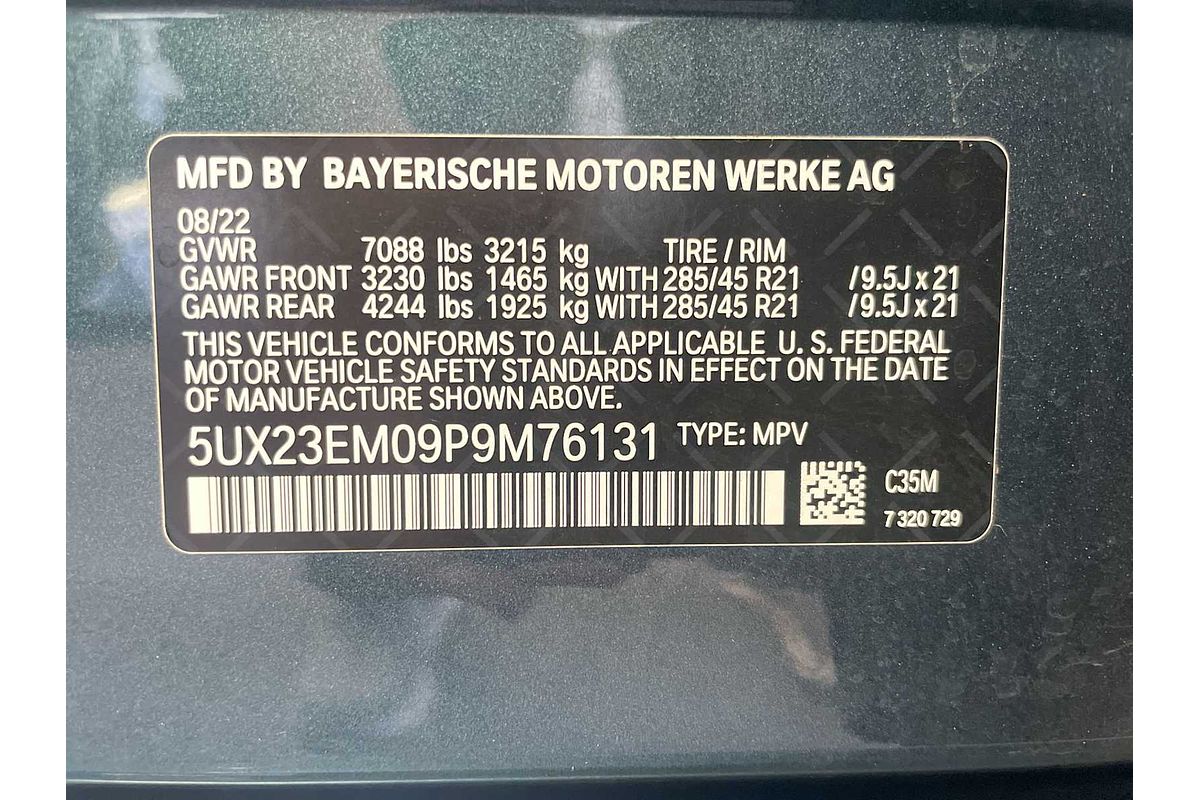 MFD BY BAYERISCHE MOTOREN WERKE AG
08/22
GVWR 7088 lbs 3215 kg TIRE / RIM
GAWR FRONT 3230 lbs 1465 kg WITH 285/45 R21 /9.5J x 21
GAWR REAR 4244 lbs 1925 kg WITH 285/45 R21 /9.5J x 21
THIS VEHICLE CONFORMS TO ALL APPLICABLE U. S. FEDERAL
MOTOR VEHICLE SAFETY STANDARDS IN EFFECT ON THE DATE
OF MANUFACTURE SHOWN ABOVE.
5UX23EM09P9M76131 TYPE: MPV
C35M
7 320 729